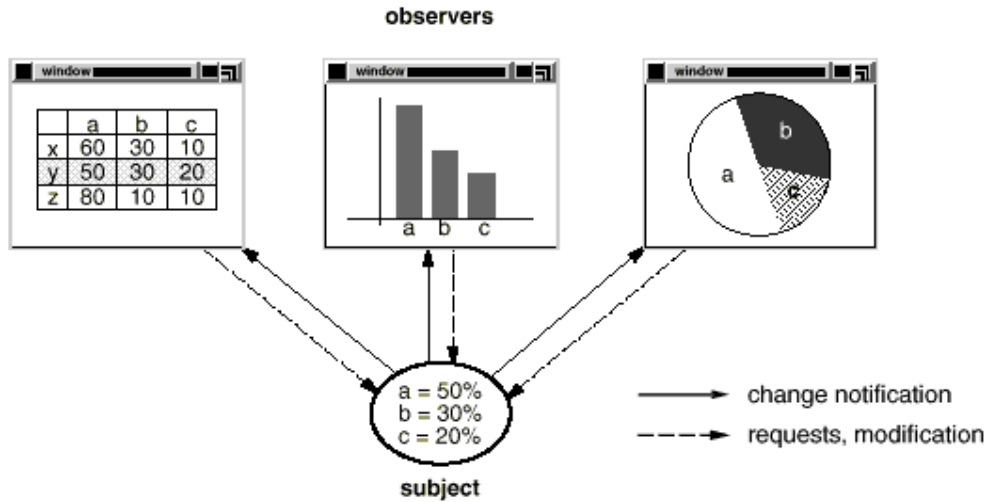 observers
window
a b c
x 60 30 10
y 50 30 20
z 80 10 10
window
a b c
window
b
a
c
a = 50%
b = 30%
c = 20%
subject
change notification
requests, modification